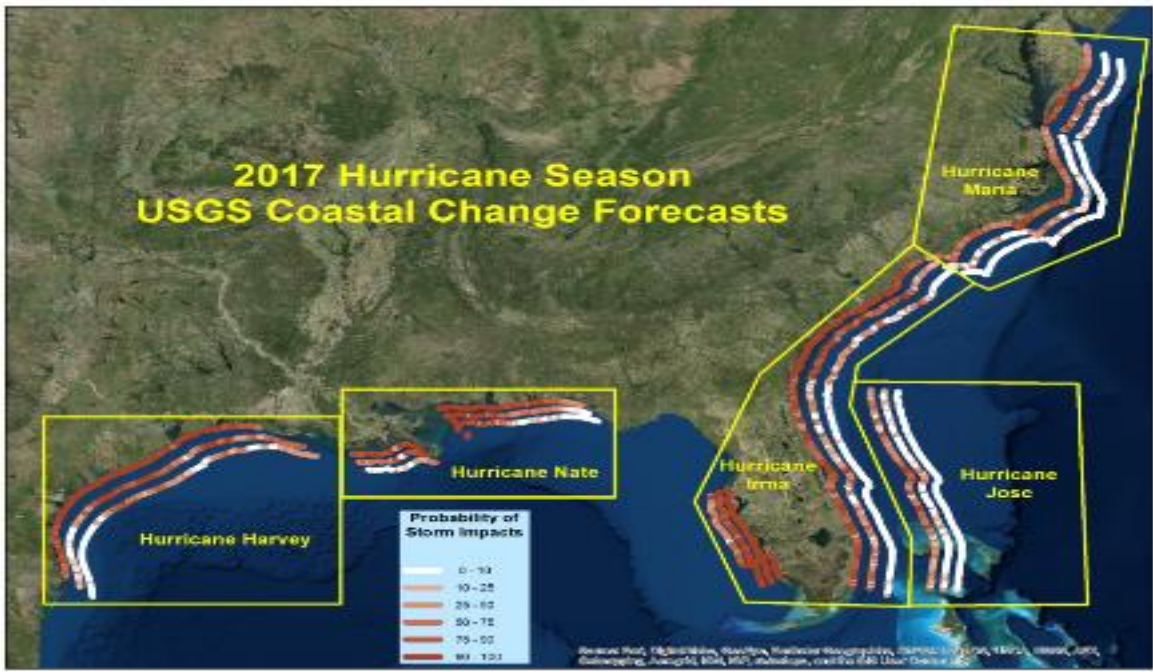 2017 Hurricane Season
USGS Coastal Change Forecasts
Hurricane
Maria
Hurricane
Irma
Hurricane
Jose
Hurricane Nate
Hurricane Harvey
Probability of
Storm Impacts
0 - 10
10 - 25
25 - 50
50 - 75
75 - 90
90 - 100